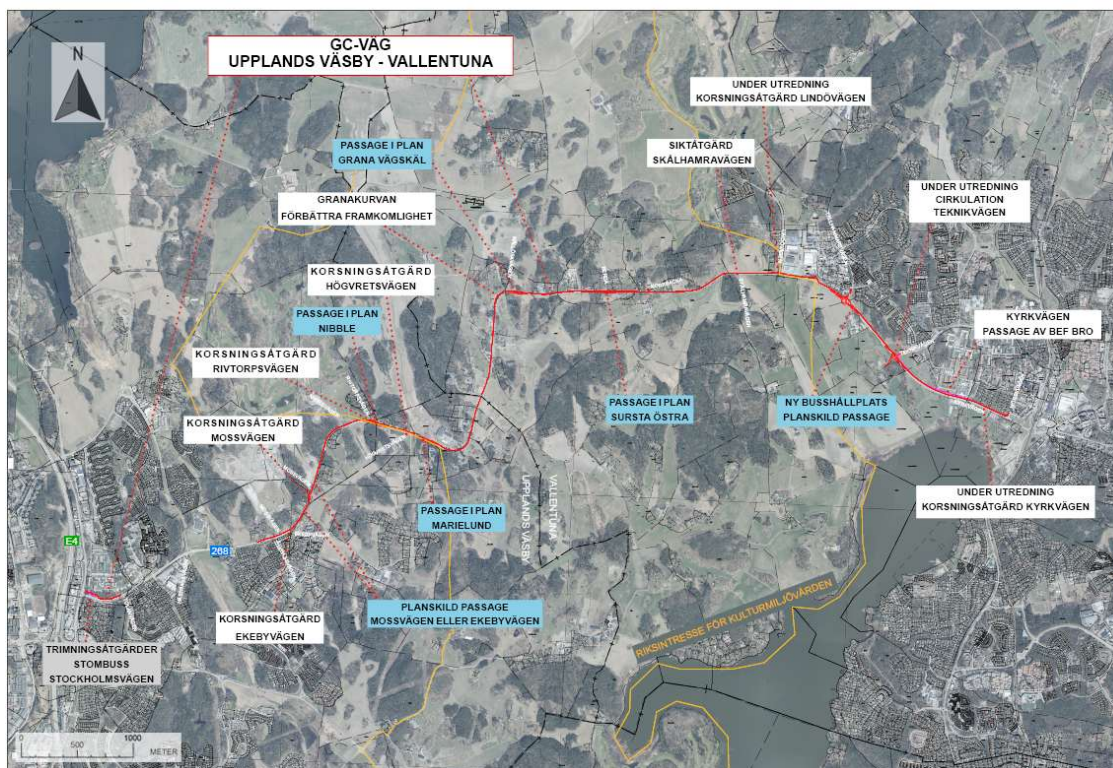 GC-VÄG
UPPLANDS VÄSBY - VALLENTUNA
N
UNDER UTREDNING
KORSNINGSÅTGÄRD LINDÖVÄGEN
PASSAGE I PLAN
GRANA VÄGSKÄL
SIKTÅTGÄRD
SKÅLHAMRAVÄGEN
UNDER UTREDNING
CIRKULATION
TEKNIKVÄGEN
GRANAKURVAN
FÖRBÄTTRA FRAMKOMLIGHET
KORSNINGSÅTGÄRD
HÖGVRETSVÄGEN
PASSAGE I PLAN
NIBBLE
KYRKVÄGEN
PASSAGE AV BEF BRO
KORSNINGSÅTGÄRD
RIVTORPSVÄGEN
PASSAGE I PLAN
SURSTA ÖSTRA
NY BUSSHÅLLPLATS
PLANSKILD PASSAGE
KORSNINGSÅTGÄRD
MOSSVÄGEN
UNDER UTREDNING
KORSNINGSÅTGÄRD KYRKVÄGEN
PASSAGE I PLAN
MARIELUND
UPPLANDS VÄSBY
VALLENTUNA
E4
268
KORSNINGSÅTGÄRD
EKEBYVÄGEN
PLANSKILD PASSAGE
MOSSVÄGEN ELLER EKEBYVÄGEN
RIKSINTRESSE FÖR KULTURMILJÖVÅRDEN
TRIMNINGSÅTGÄRDER
STOMBUSS
STOCKHOLMSVÄGEN
0 500 1000
METER